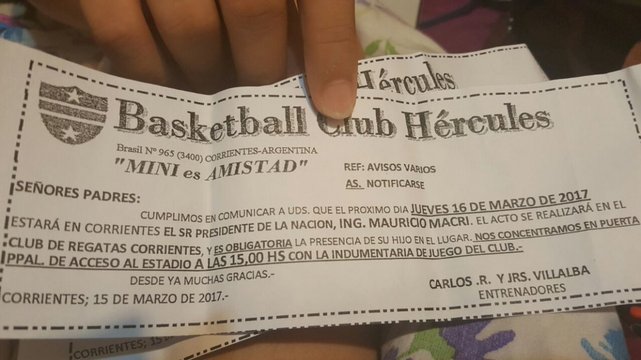 Hércules
Basketball Club Hércules
Brasil Nº 965 (3400) CORRIENTES-ARGENTINA
"MINI es AMISTAD"
REF: AVISOS VARIOS
AS. NOTIFICARSE
SEÑORES PADRES:
CUMPLIMOS EN COMUNICAR A UDS. QUE EL PROXIMO DIA JUEVES 16 DE MARZO DE 2017
ESTARÁ EN CORRIENTES EL SR PRESIDENTE DE LA NACION, ING. MAURICIO MACRI. EL ACTO SE REALIZARÁ EN EL
CLUB DE REGATAS CORRIENTES, Y ES OBLIGATORIA LA PRESENCIA DE SU HIJO EN EL LUGAR. NOS CONCENTRAMOS EN PUERTA
PPAL. DE ACCESO AL ESTADIO A LAS 15,00 HS CON LA INDUMENTARIA DE JUEGO DEL CLUB.-
DESDE YA MUCHAS GRACIAS.-
CARLOS .R. Y JRS. VILLALBA
ENTRENADORES
CORRIENTES; 15 DE MARZO DE 2017.-
CORRIENTES; 15